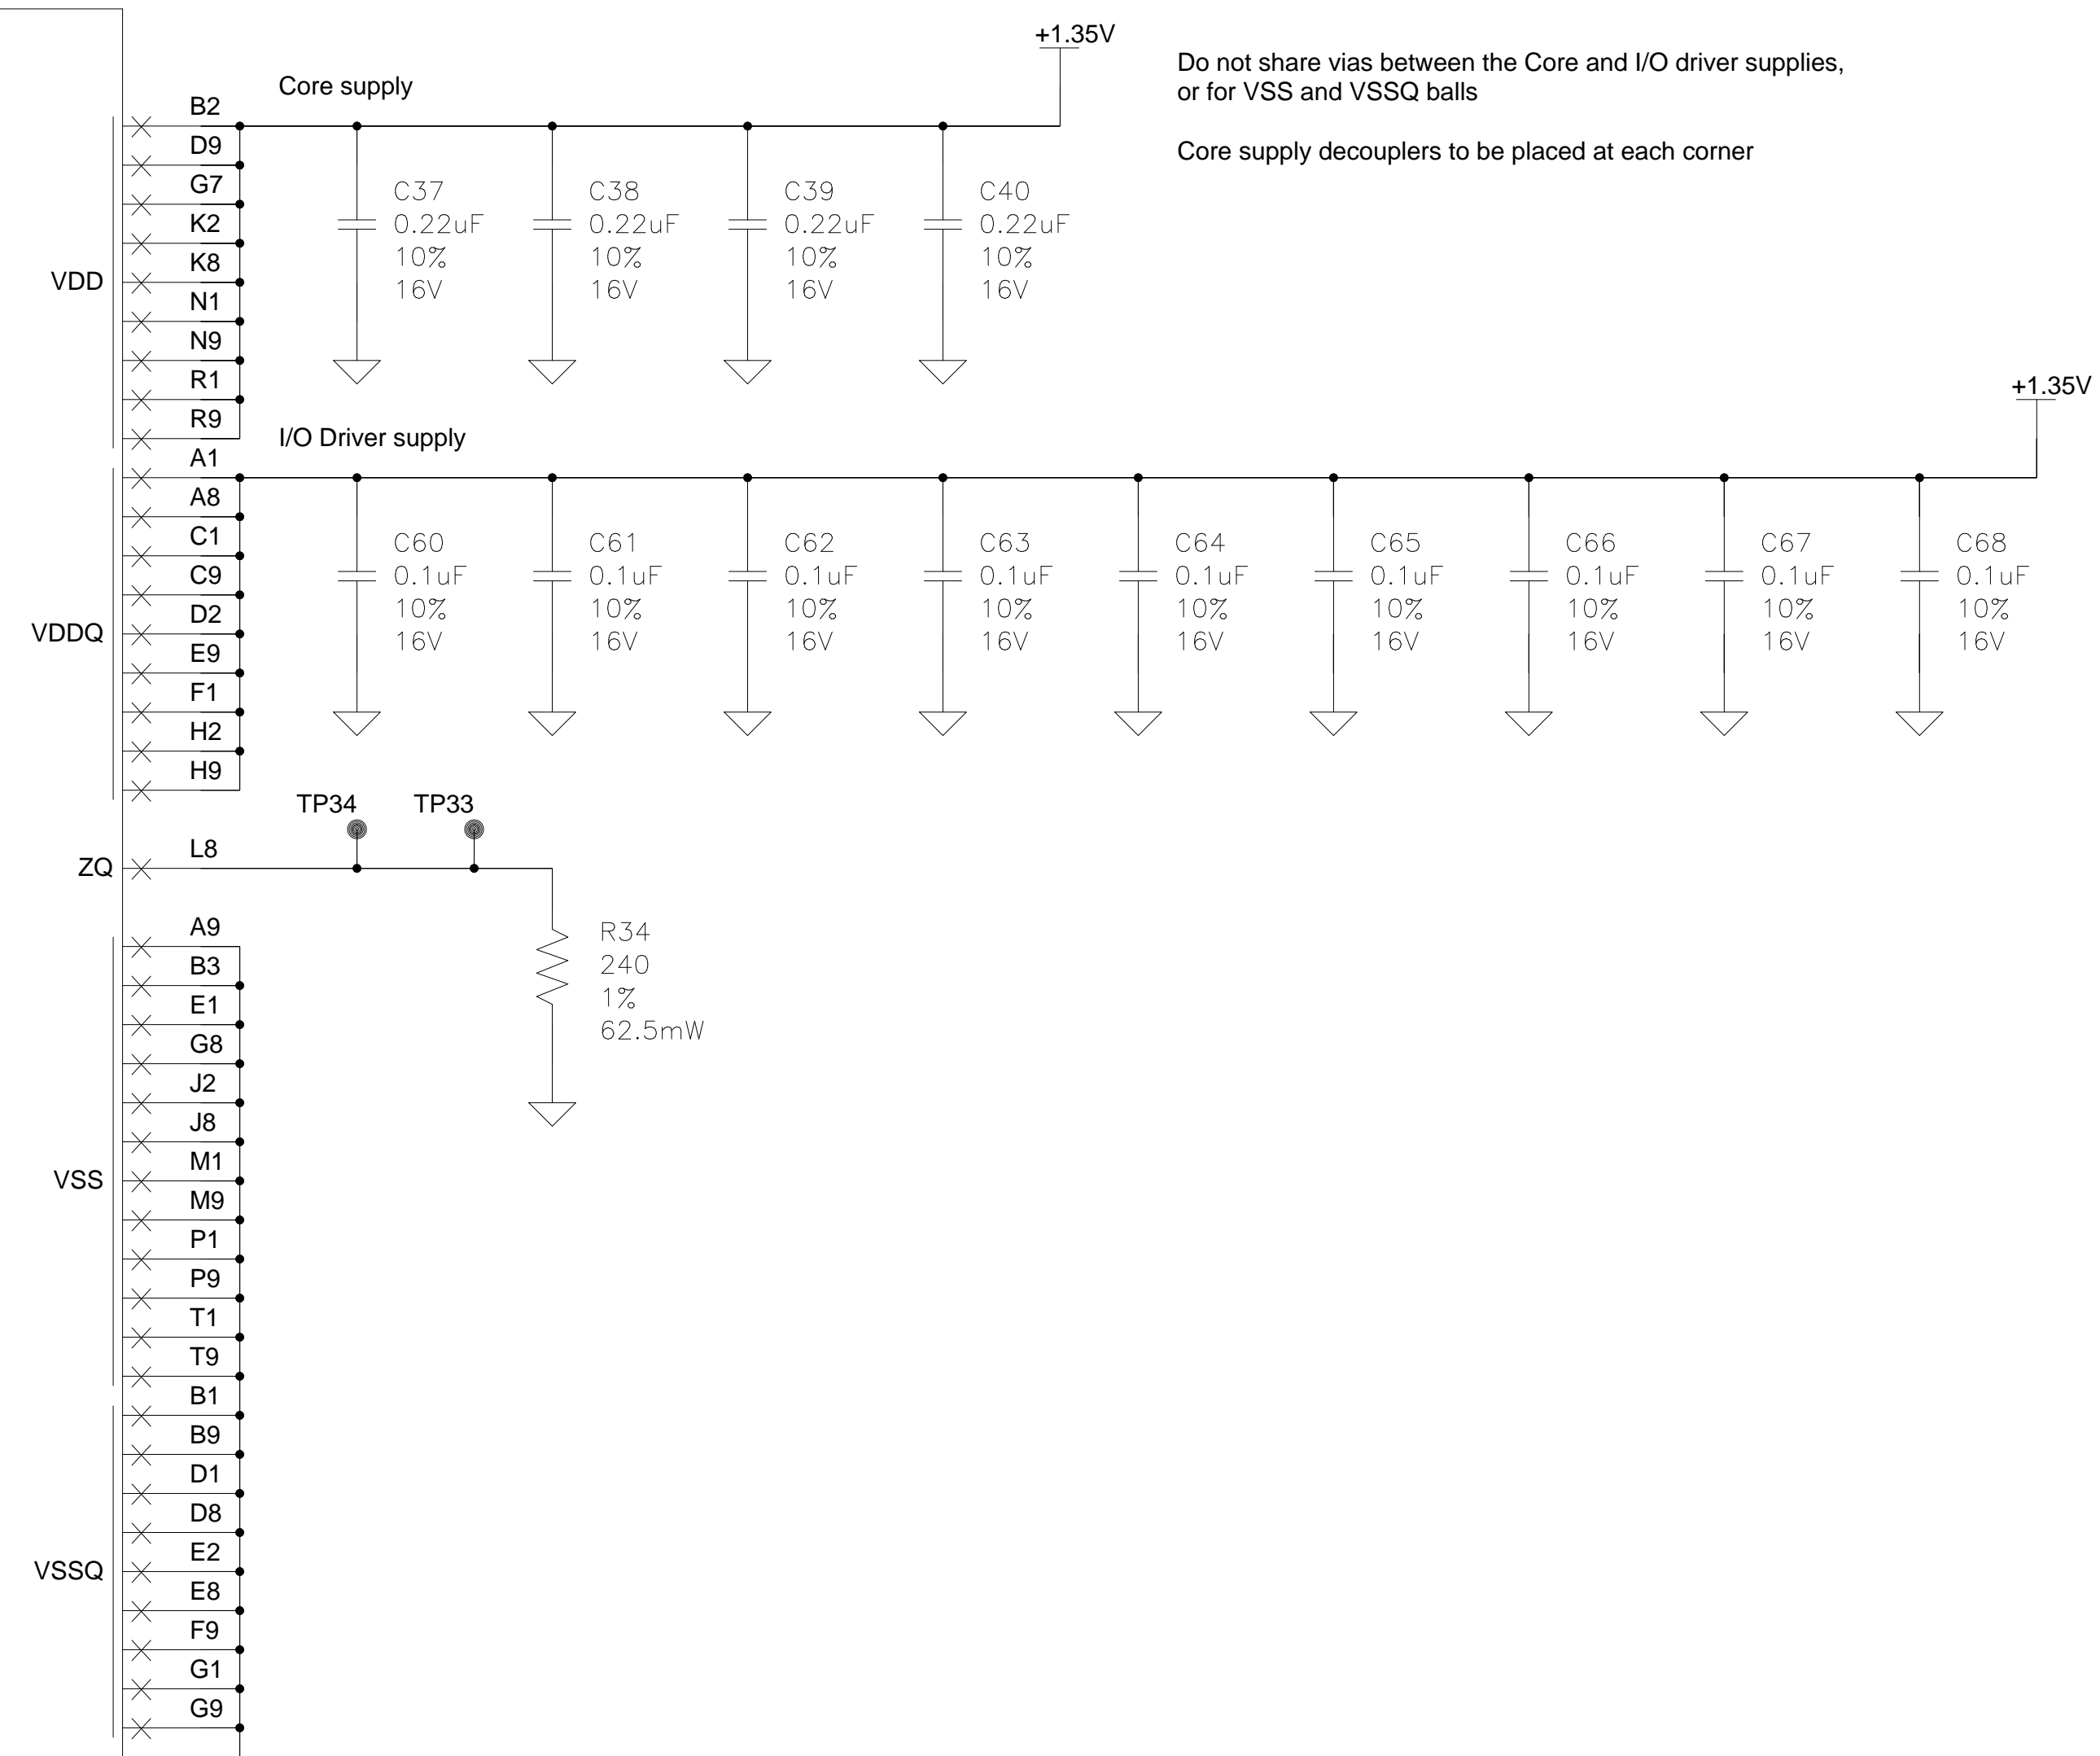 +1.35V
Do not share vias between the Core and I/O driver supplies,
or for VSS and VSSQ balls
Core supply decouplers to be placed at each corner
Core supply
VDD
B2
D9
G7
K2
K8
N1
N9
R1
R9
C37
0.22uF
10%
16V
C38
0.22uF
10%
16V
C39
0.22uF
10%
16V
C40
0.22uF
10%
16V
+1.35V
I/O Driver supply
VDDQ
A1
A8
C1
C9
D2
E9
F1
H2
H9
C60
0.1uF
10%
16V
C61
0.1uF
10%
16V
C62
0.1uF
10%
16V
C63
0.1uF
10%
16V
C64
0.1uF
10%
16V
C65
0.1uF
10%
16V
C66
0.1uF
10%
16V
C67
0.1uF
10%
16V
C68
0.1uF
10%
16V
TP34
TP33
ZQ
L8
R34
240
1%
62.5mW
VSS
A9
B3
E1
G8
J2
J8
M1
M9
P1
P9
T1
T9
VSSQ
B1
B9
D1
D8
E2
E8
F9
G1
G9